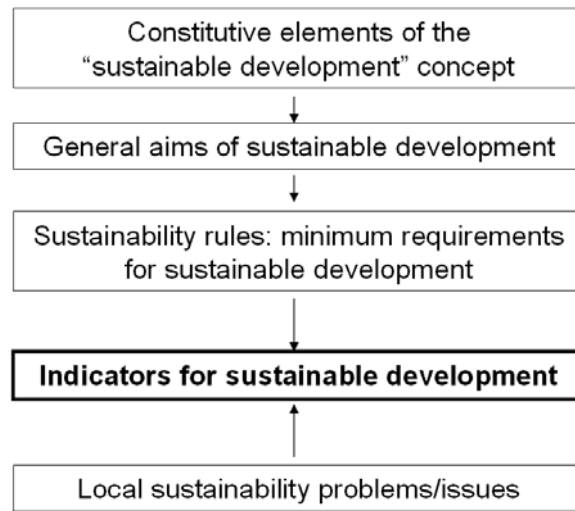 Constitutive elements of the
“sustainable development” concept
General aims of sustainable development
Sustainability rules: minimum requirements
for sustainable development
Indicators for sustainable development
Local sustainability problems/issues